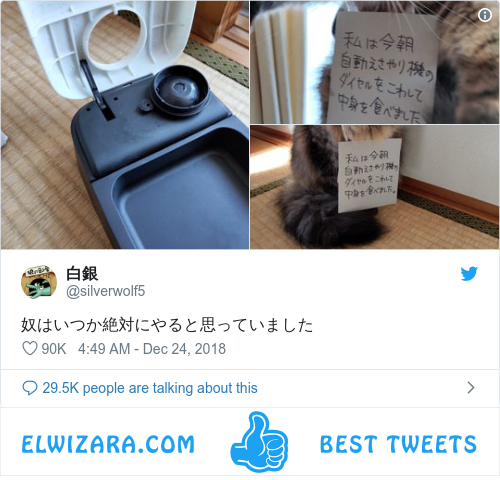 私は今朝
自動えさやり機の
ダイヤルをこわして
中身を食べました
私は今朝
自動えさやり機の
ダイヤルをこわして
中身を食べました。
白銀
@silverwolf5
奴はいつか絶対にやると思っていました
90K 4:49 AM - Dec 24, 2018
29.5K people are talking about this
ELWIZARA.COM BEST TWEETS